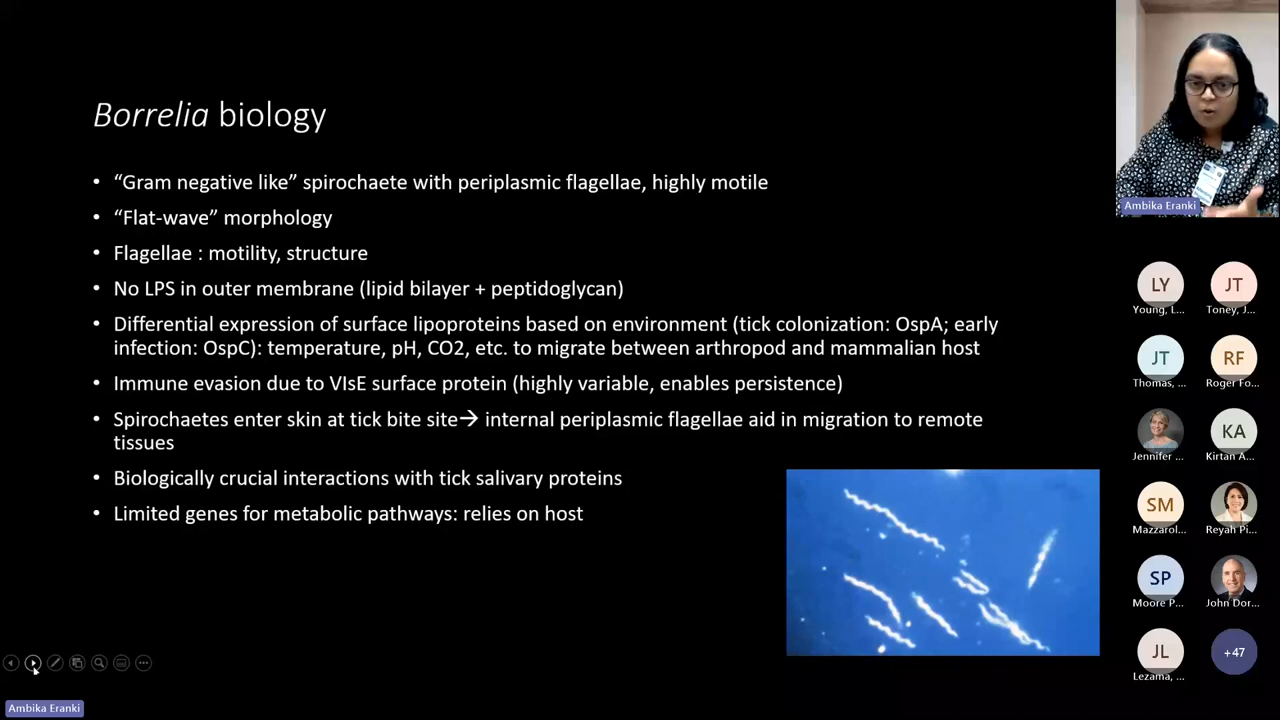 Borrelia biology
• “Gram negative like” spirochaete with periplasmic flagellae, highly motile
• “Flat-wave” morphology
• Flagellae : motility, structure
• No LPS in outer membrane (lipid bilayer + peptidoglycan)
• Differential expression of surface lipoproteins based on environment (tick colonization: OspA; early
infection: OspC): temperature, pH, CO2, etc. to migrate between arthropod and mammalian host
• Immune evasion due to VIsE surface protein (highly variable, enables persistence)
• Spirochaetes enter skin at tick bite site→ internal periplasmic flagellae aid in migration to remote
tissues
• Biologically crucial interactions with tick salivary proteins
• Limited genes for metabolic pathways: relies on host
Ambika Eranki
LY JT
Young, L... Toney, J...
JT RF
Thomas, ... Roger Fo...
KA
Jennifer ... Kirtan A...
SM
Mazzarol... Reyah Pi...
SP
Moore P... John Dor...
JL +47
Lezama, ...
Ambika Eranki